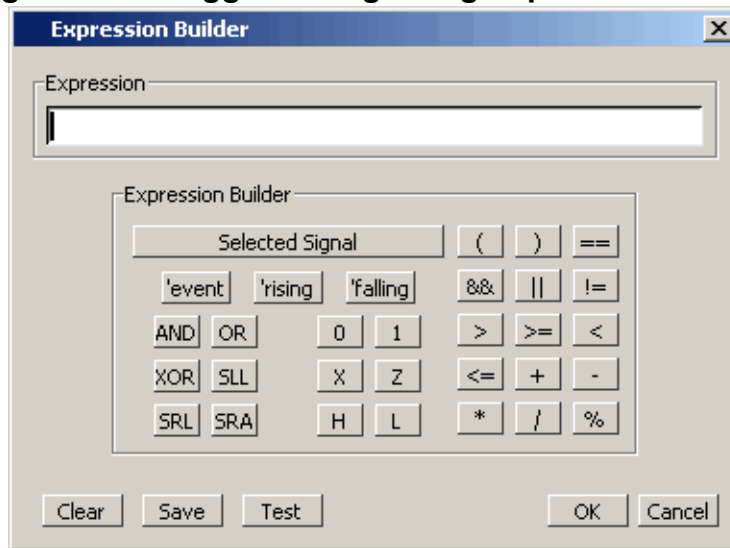 Expression Builder
Expression
Expression Builder
Selected Signal ( ) ==
'event 'rising 'falling && || !=
AND OR 0 1 > >= <
XOR SLL X Z <= + -
SRL SRA H L * / %
Clear Save Test OK Cancel